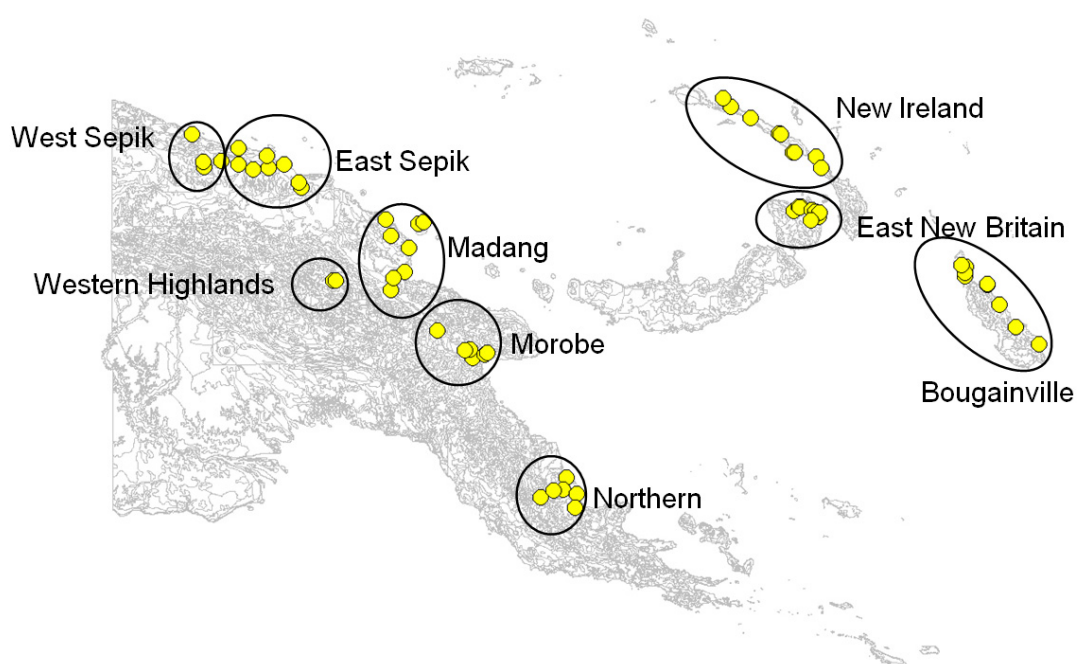 New Ireland
West Sepik
East Sepik
East New Britain
Madang
Western Highlands
Morobe
Bougainville
Northern